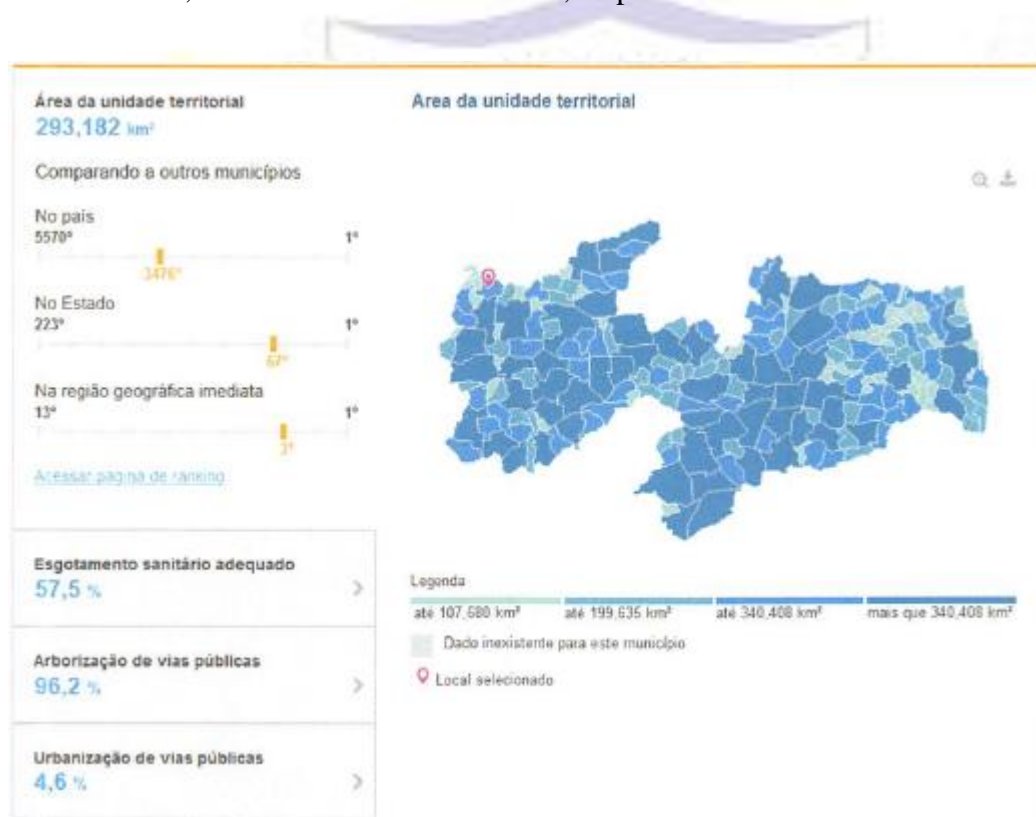 Área da unidade territorial
293,182 km²
Comparando a outros municípios
No país
5570º 1º
3476º
No Estado
223º 1º
67º
Na região geográfica imediata
13º 1º
3º
Acessar página de ranking
Esgotamento sanitário adequado
57,5 %
Arborização de vias públicas
96,2 %
Urbanização de vias públicas
4,6 %
Area da unidade territorial
Legenda
até 107,680 km² até 199,635 km² até 340,408 km² mais que 340,408 km²
Dado inexistente para este município
Local selecionado